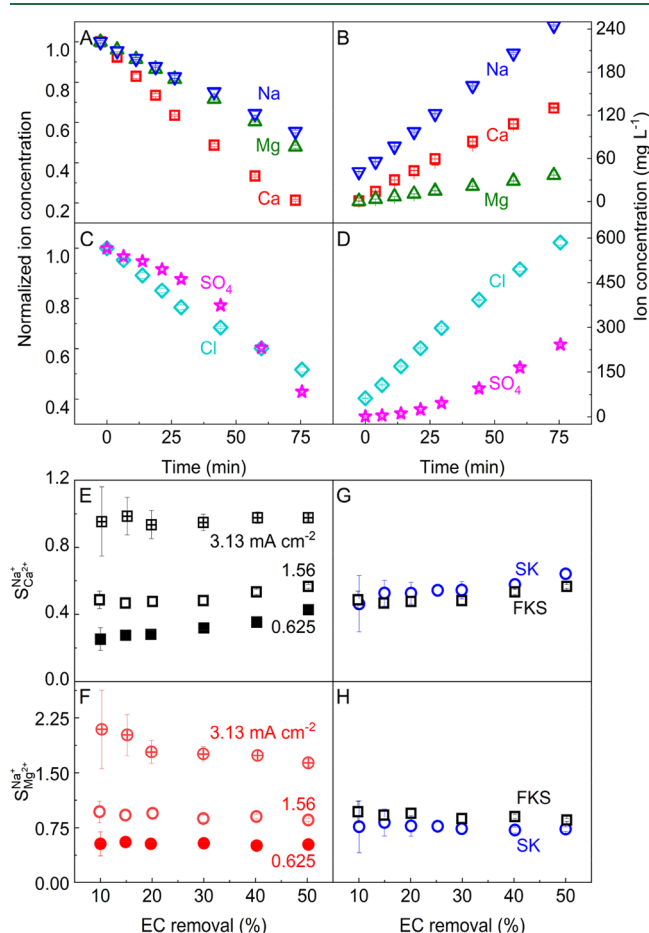 A
B
1.0
0.8
0.6
0.4
0.2
Na
Mg
Ca
Na
Ca
Mg
240
180
120
60
0
C
D
1.0
0.8
0.6
0.4
SO4
Cl
Cl
SO4
600
450
300
150
0
Normalized ion concentration
Ion concentration (mg L⁻¹)
0 25 50 75
0 25 50 75
Time (min)
Time (min)
E
G
1.2
0.8
0.4
0.0
S Na⁺ Ca²⁺
3.13 mA cm⁻²
1.56
0.625
SK
FKS
F
H
2.25
1.50
0.75
0.00
S Na⁺ Mg²⁺
3.13 mA cm⁻²
1.56
0.625
FKS
SK
10 20 30 40 50
10 20 30 40 50
EC removal (%)
EC removal (%)